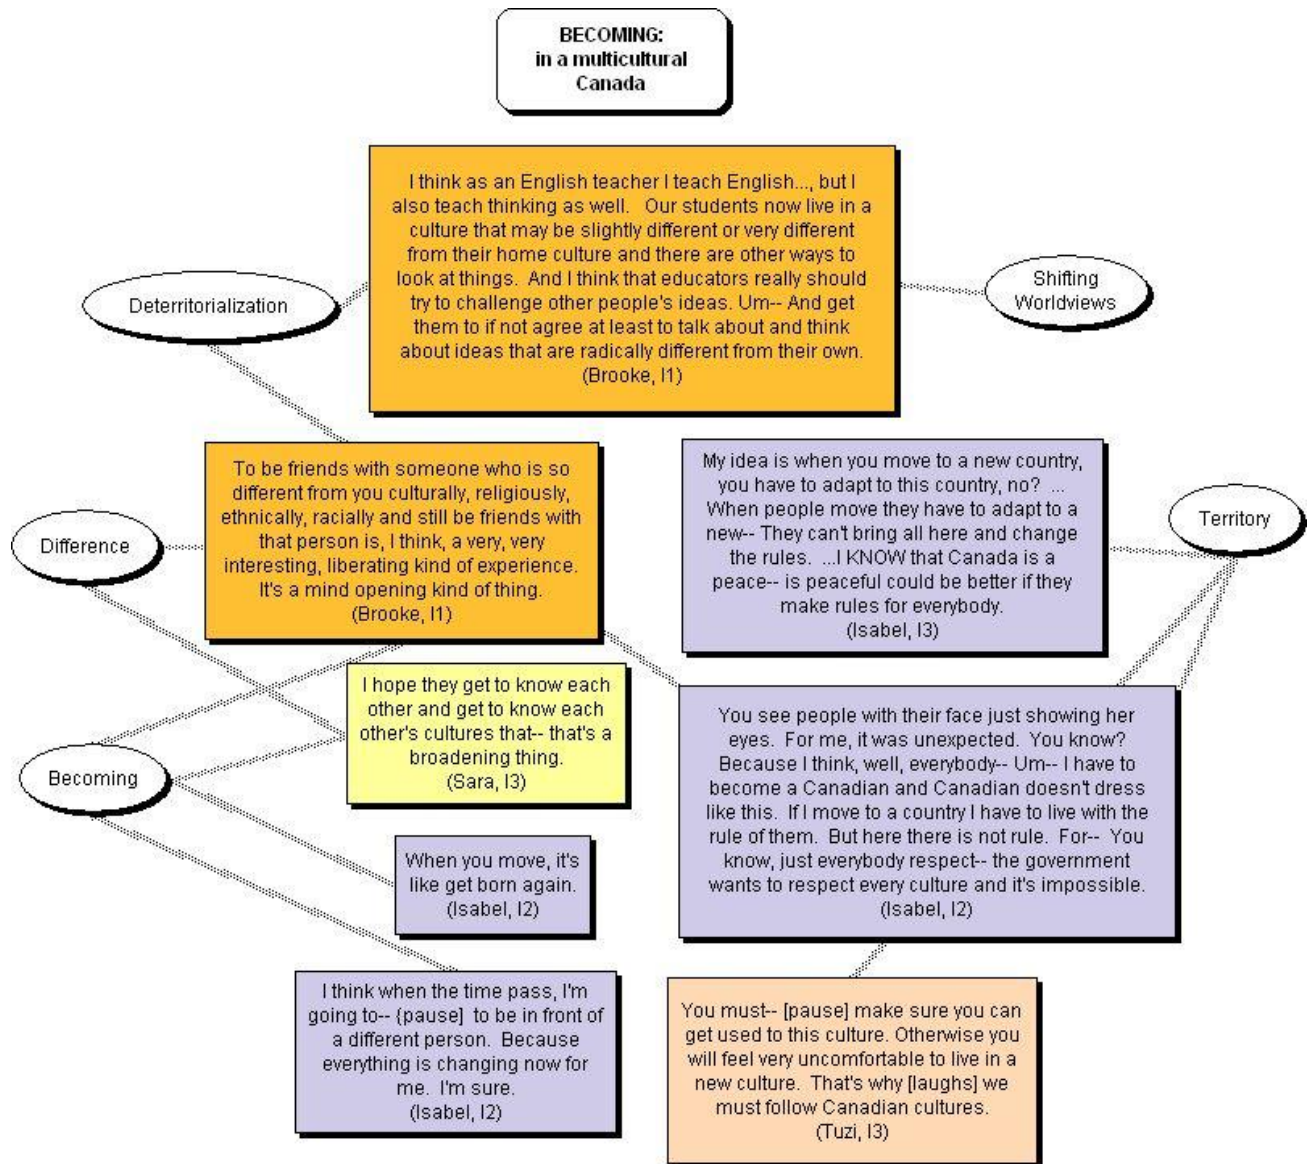 BECOMING:
in a multicultural
Canada
I think as an English teacher I teach English..., but I
also teach thinking as well. Our students now live in a
culture that may be slightly different or very different
from their home culture and there are other ways to
look at things. And I think that educators really should
try to challenge other people's ideas. Um-- And get
them to if not agree at least to talk about and think
about ideas that are radically different from their own.
(Brooke, I1)
Deterritorialization
Shifting
Worldviews
To be friends with someone who is so
different from you culturally, religiously,
ethnically, racially and still be friends with
that person is, I think, a very, very
interesting, liberating kind of experience.
It's a mind opening kind of thing.
(Brooke, I1)
My idea is when you move to a new country,
you have to adapt to this country, no? ...
When people move they have to adapt to a
new-- They can't bring all here and change
the rules. ...I KNOW that Canada is a
peace-- is peaceful could be better if they
make rules for everybody.
(Isabel, I3)
Territory
Difference
I hope they get to know each
other and get to know each
other's cultures that-- that's a
broadening thing.
(Sara, I3)
You see people with their face just showing her
eyes. For me, it was unexpected. You know?
Because I think, well, everybody-- Um-- I have to
become a Canadian and Canadian doesn't dress
like this. If I move to a country I have to live with the
rule of them. But here there is not rule. For-- You
know, just everybody respect-- the government
wants to respect every culture and it's impossible.
(Isabel, I2)
Becoming
When you move, it's
like get born again.
(Isabel, I2)
I think when the time pass, I'm
going to-- {pause] to be in front of
a different person. Because
everything is changing now for
me. I'm sure.
(Isabel, I2)
You must-- [pause] make sure you can
get used to this culture. Otherwise you
will feel very uncomfortable to live in a
new culture. That's why [laughs] we
must follow Canadian cultures.
(Tuzi, I3)